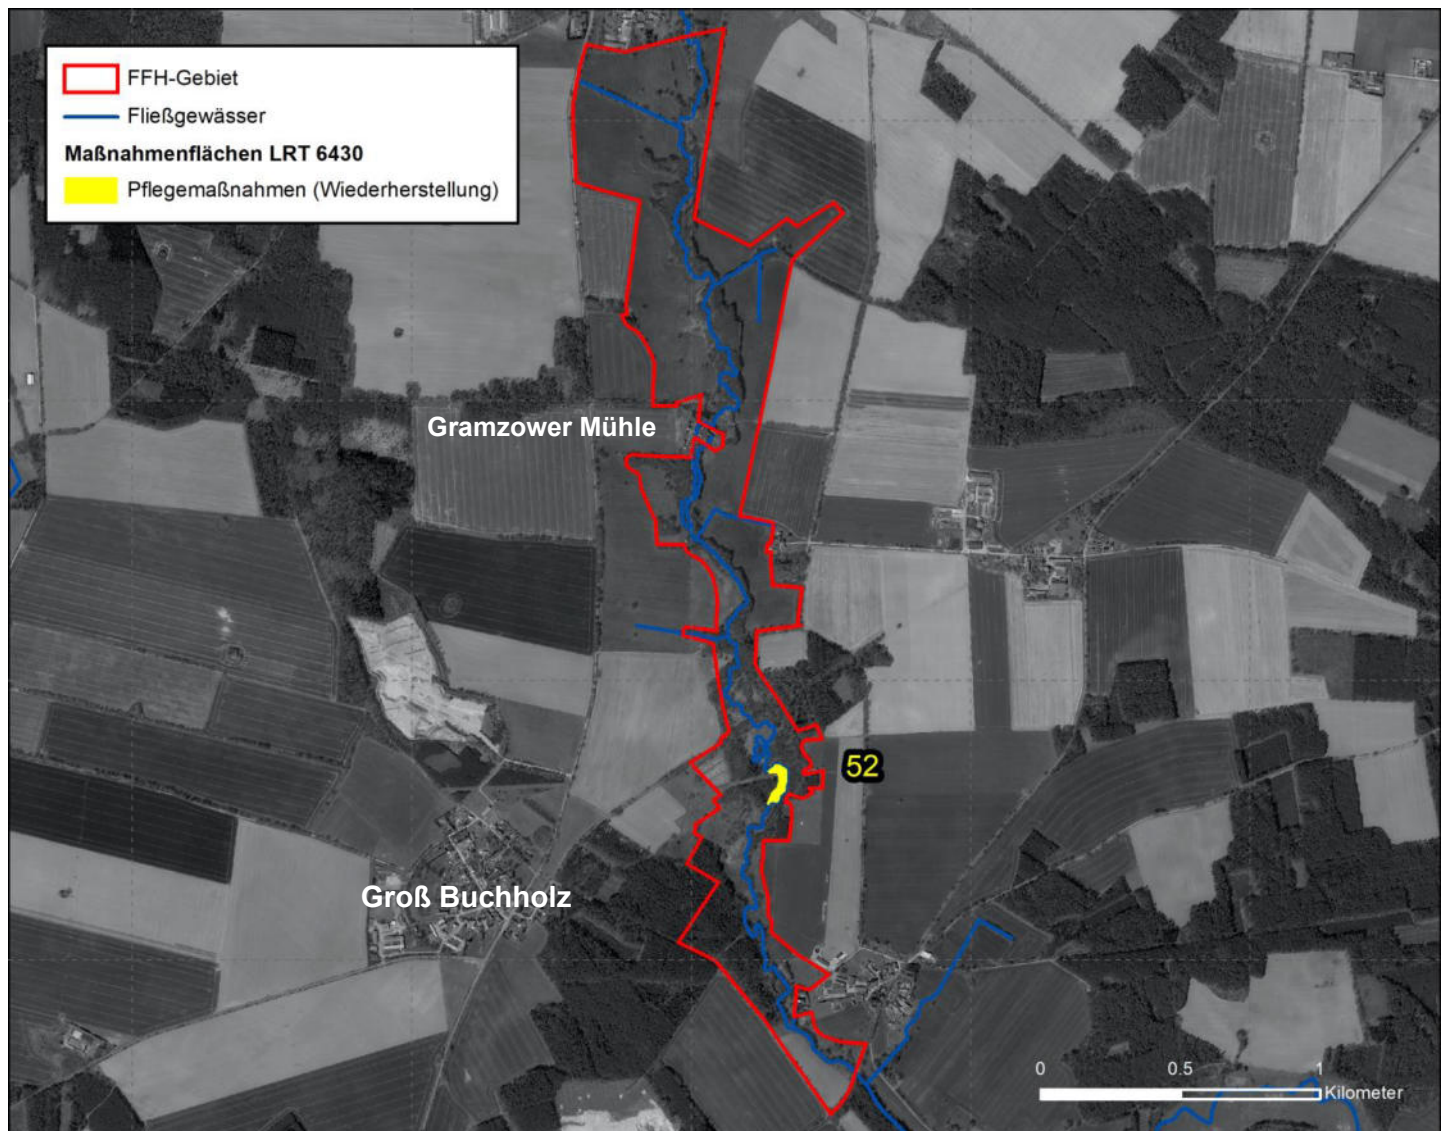 FFH-Gebiet
Fließgewässer
Maßnahmenflächen LRT 6430
Pflegemaßnahmen (Wiederherstellung)
Gramzower Mühle
52
Groß Buchholz
0 0.5 1
Kilometer